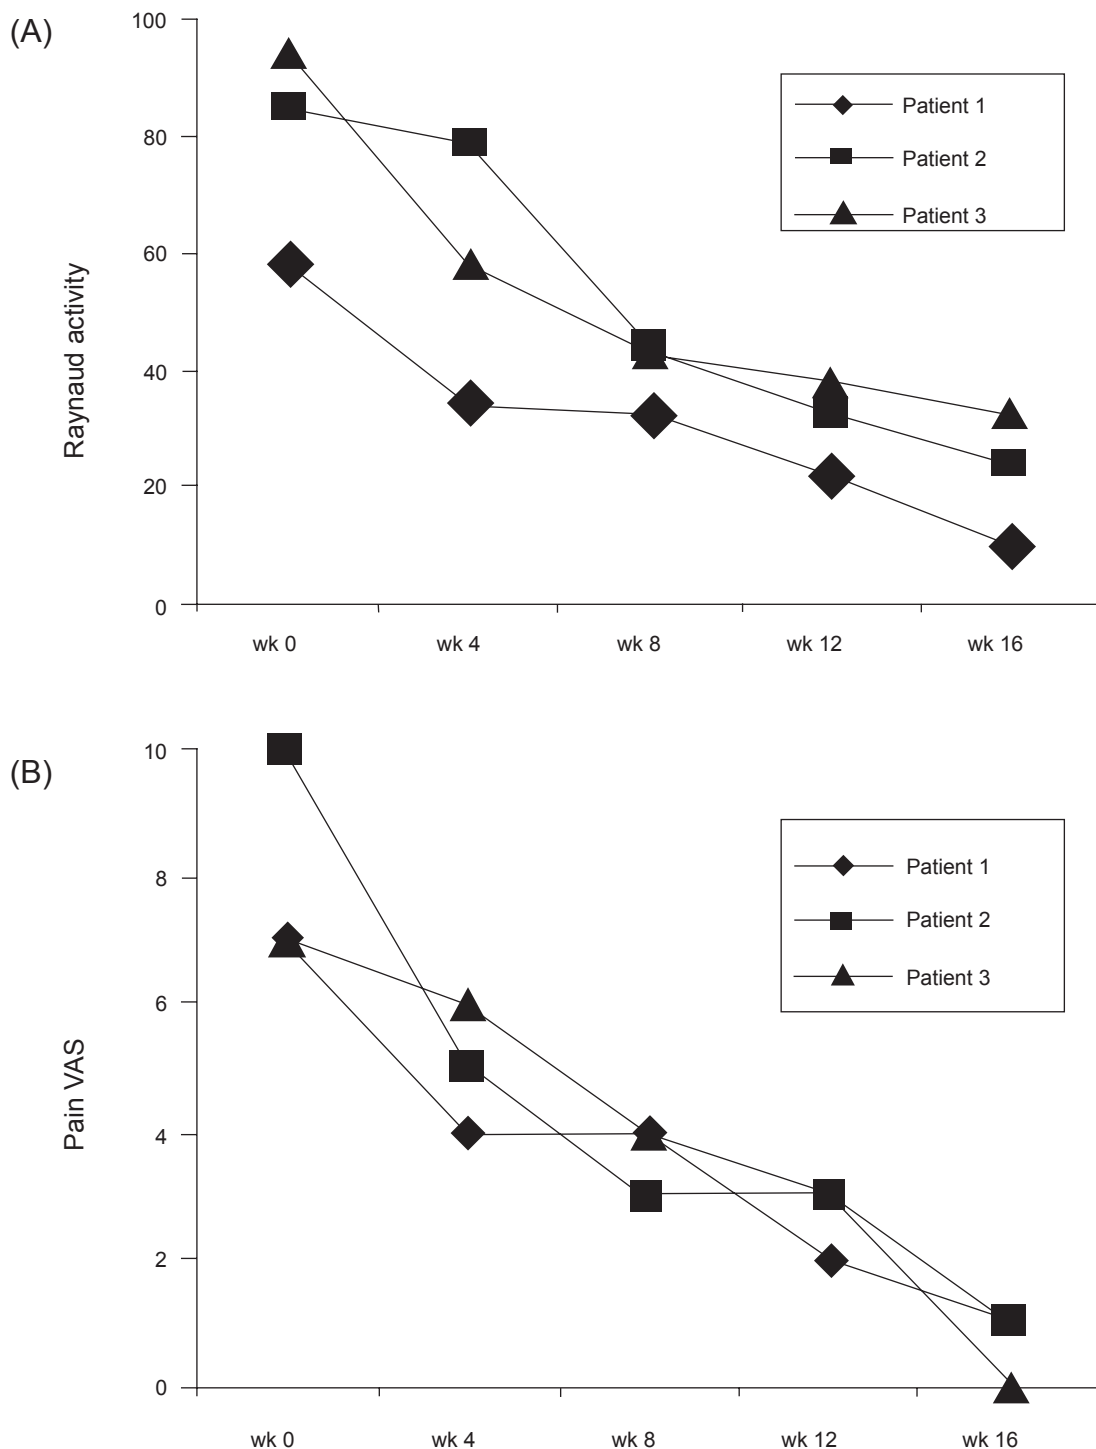 (A)
Raynaud activity
100
80
60
40
20
0
Patient 1
Patient 2
Patient 3
wk 0 wk 4 wk 8 wk 12 wk 16
(B)
Pain VAS
10
8
6
4
2
0
Patient 1
Patient 2
Patient 3
wk 0 wk 4 wk 8 wk 12 wk 16